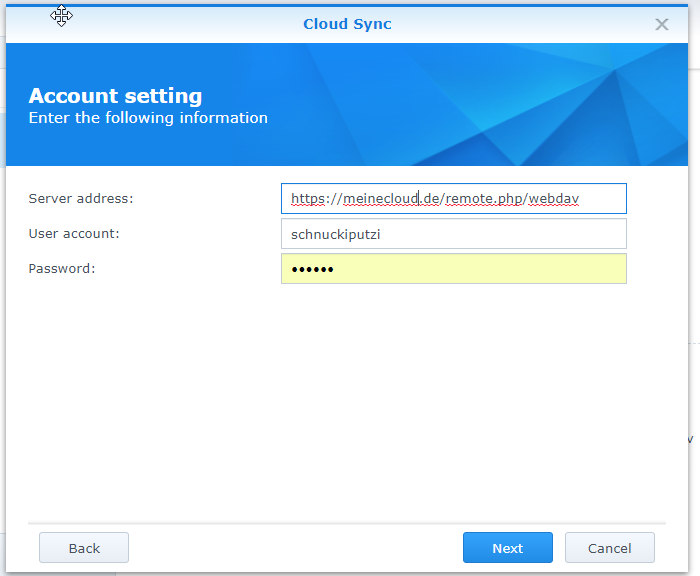 Cloud Sync
Account setting
Enter the following information
Server address: https://meinecloud.de/remote.php/webdav
User account: schnuckiputzi
Password: ••••••
v
Back Next Cancel